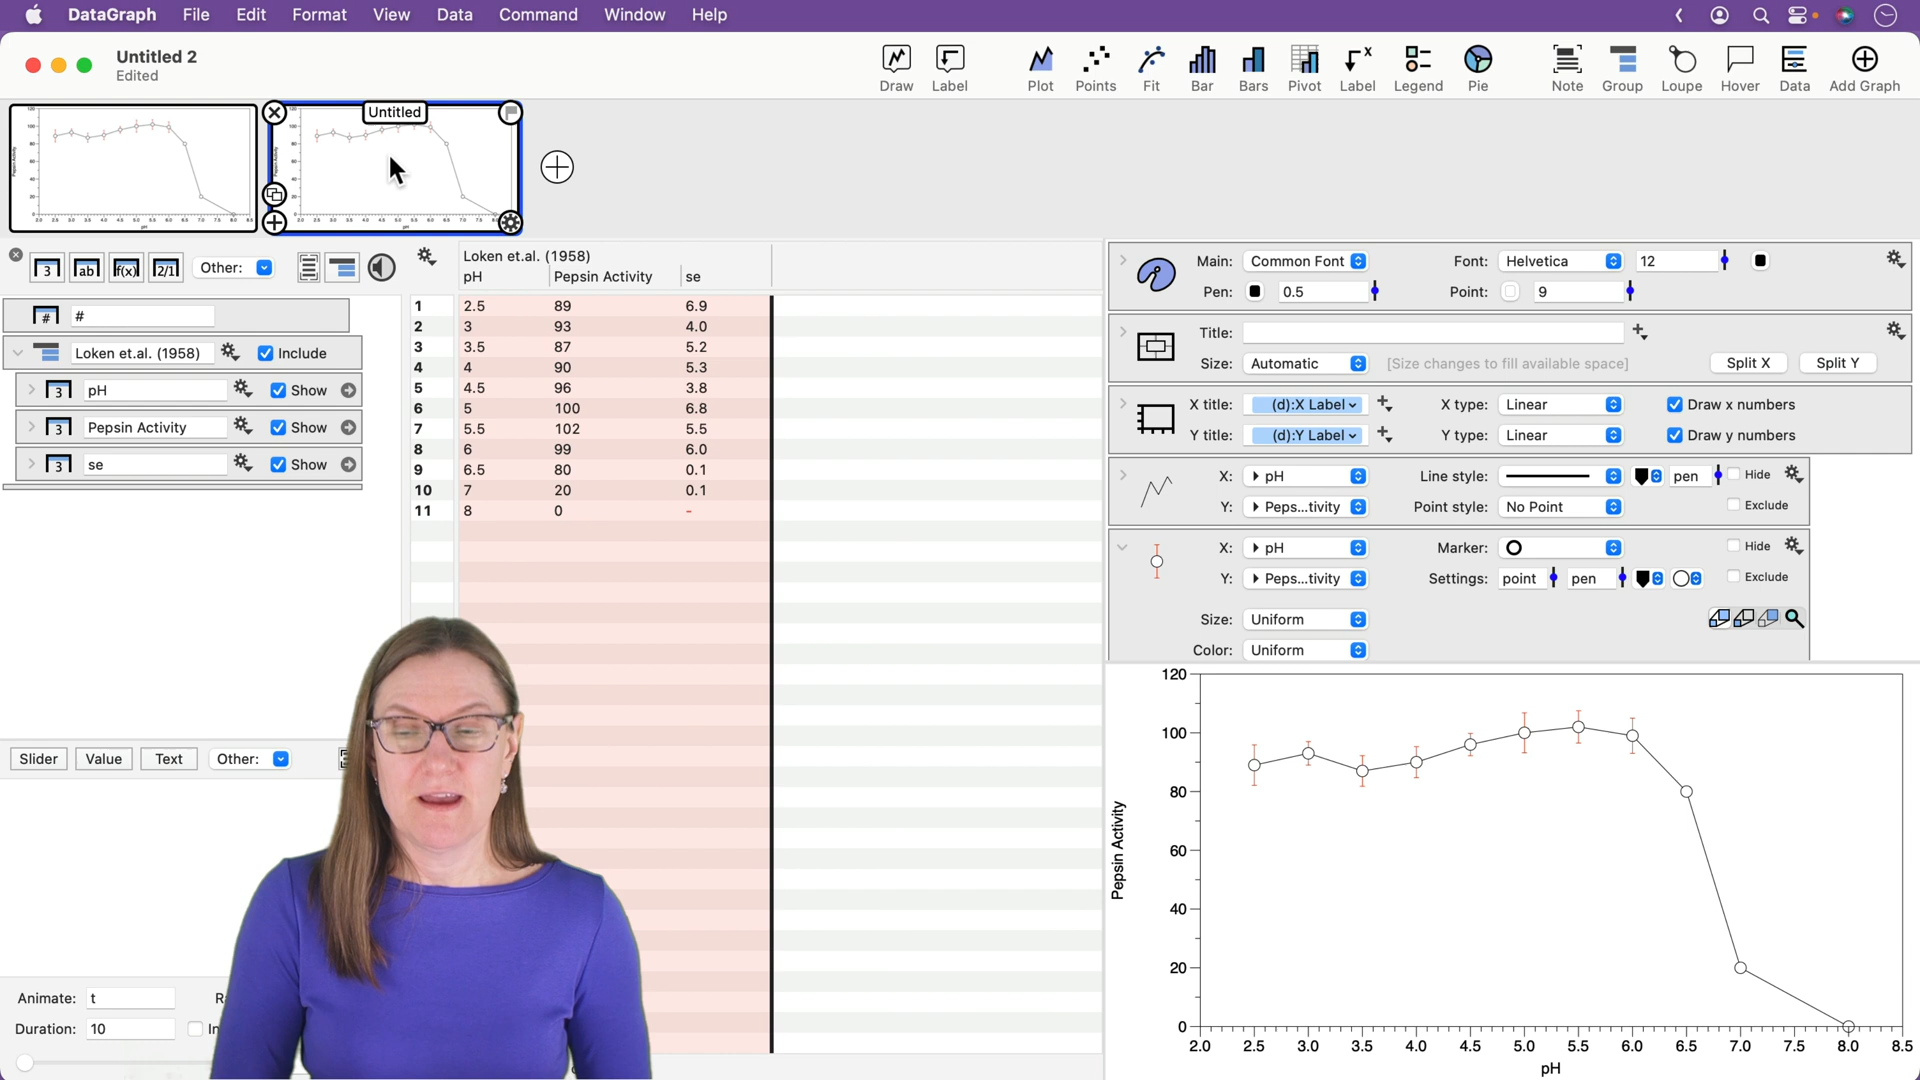 DataGraph File Edit Format View Data Command Window Help
Untitled 2
Edited
Draw Label Plot Points Fit Bar Bars Pivot Label Legend Pie Note Group Loupe Hover Data Add Graph
Untitled
Other:
# #
Loken et.al. (1958) Include
3 pH Show
3 Pepsin Activity Show
3 se Show
3 ab f(x) 2/1
Loken et.al. (1958)
pH Pepsin Activity se
1 2.5 89 6.9
2 3 93 4.0
3 3.5 87 5.2
4 4 90 5.3
5 4.5 96 3.8
6 5 100 6.8
7 5.5 102 5.5
8 6 99 6.0
9 6.5 80 0.1
10 7 20 0.1
11 8 0 -
Slider Value Text Other:
Animate: t
Duration: 10
Main: Common Font Font: Helvetica 12
Pen: 0.5 Point: 9
Title:
Size: Automatic [Size changes to fill available space] Split X Split Y
X title: (d):X Label X type: Linear Draw x numbers
Y title: (d):Y Label Y type: Linear Draw y numbers
X: pH Line style: pen Hide
Y: Peps...tivity Point style: No Point Exclude
X: pH Marker: Hide
Y: Peps...tivity Settings: point pen Exclude
Size: Uniform
Color: Uniform
120
100
80
60
40
20
0
Pepsin Activity
2.0 2.5 3.0 3.5 4.0 4.5 5.0 5.5 6.0 6.5 7.0 7.5 8.0 8.5
pH